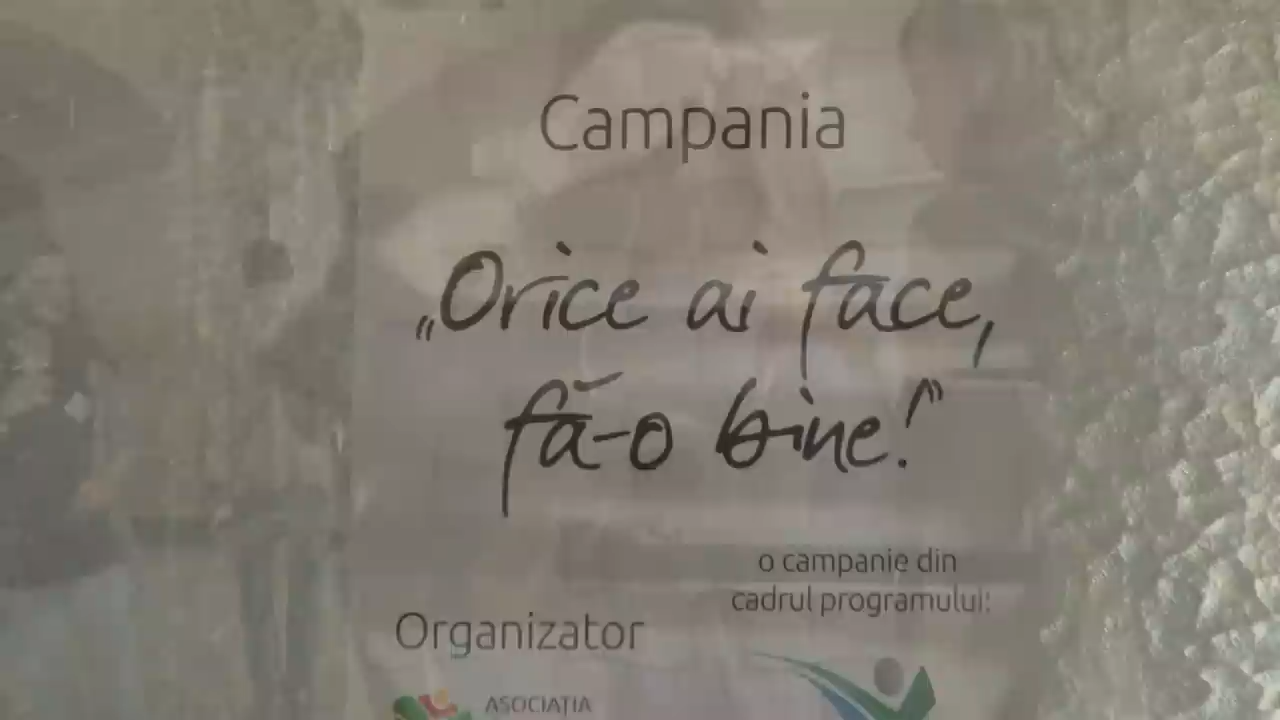 Campania
„Orice ai face,
fă-o bine!”
o campanie din
cadrul programului:
Organizator
ASOCIAȚIA